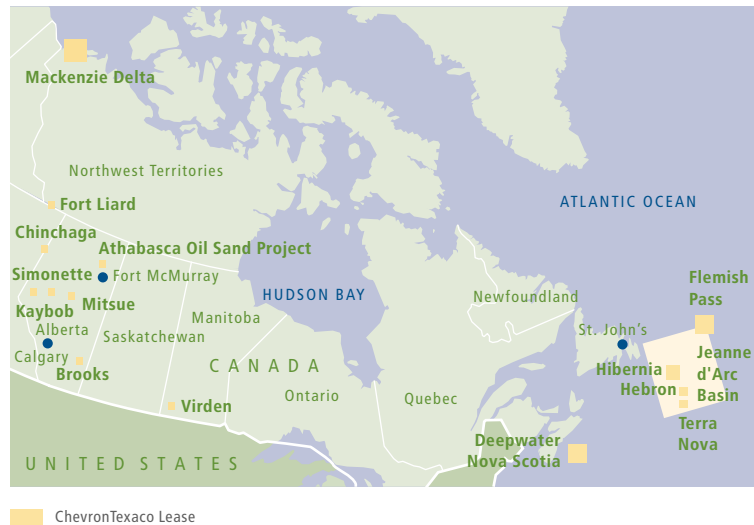 Mackenzie Delta
Northwest Territories
Fort Liard
ATLANTIC OCEAN
Chinchaga
Athabasca Oil Sand Project
Simonette
Fort McMurray
HUDSON BAY
Newfoundland
Flemish
Pass
Kaybob
Mitsue
Alberta
Saskatchewan
Manitoba
St. John's
Calgary
Brooks
CANADA
Hibernia
Hebron
Jeanne
d'Arc
Basin
Virden
Ontario
Quebec
Terra
Nova
Deepwater
Nova Scotia
UNITED STATES
ChevronTexaco Lease